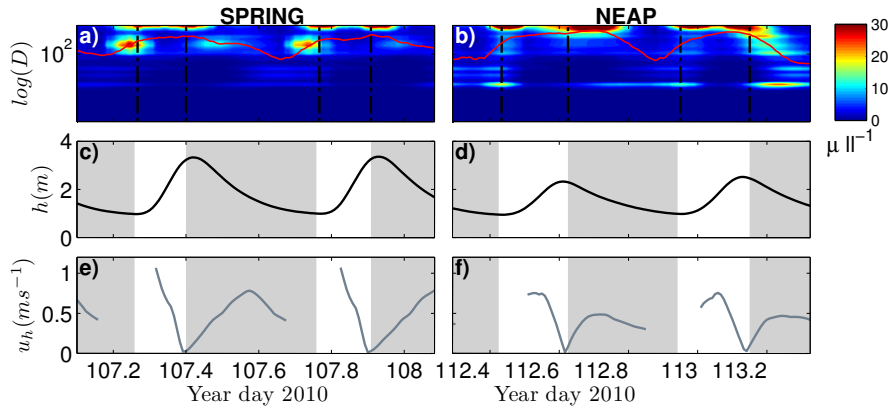 SPRING NEAP
a) b)
log(D) 10² 30 20 10 0
μ ll⁻¹
c) d)
h(m) 4 2 0
e) f)
u_h(ms⁻¹) 1 0.5 0
107.2 107.4 107.6 107.8 108 112.4 112.6 112.8 113 113.2
Year day 2010 Year day 2010